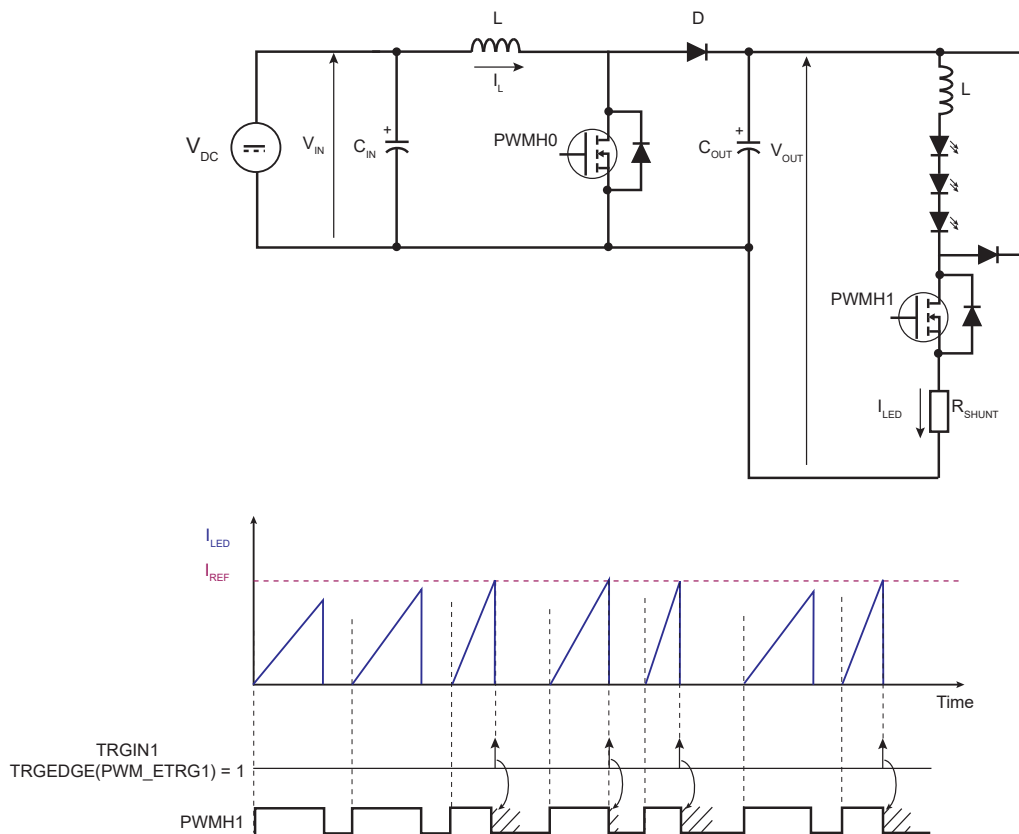 L
D
I_L
L
V_DC
V_IN
+
C_IN
PWMH0
+
C_OUT
V_OUT
PWMH1
I_LED
R_SHUNT
I_LED
I_REF
Time
TRGIN1
TRGEDGE(PWM_ETRG1) = 1
PWMH1